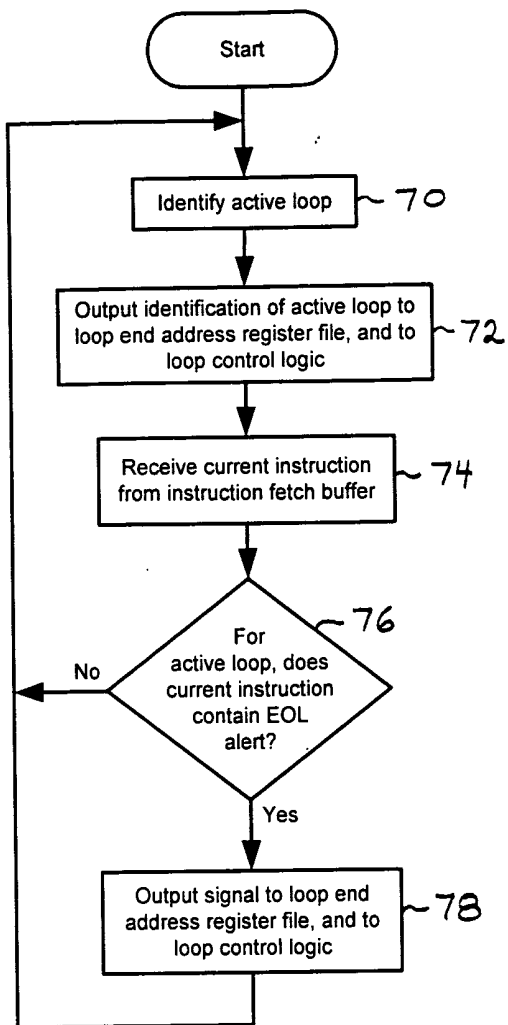 Start
Identify active loop
70
Output identification of active loop to
loop end address register file, and to
loop control logic
72
Receive current instruction
from instruction fetch buffer
74
76
For
active loop, does
current instruction
contain EOL
alert?
No
Yes
Output signal to loop end
address register file, and to
loop control logic
78